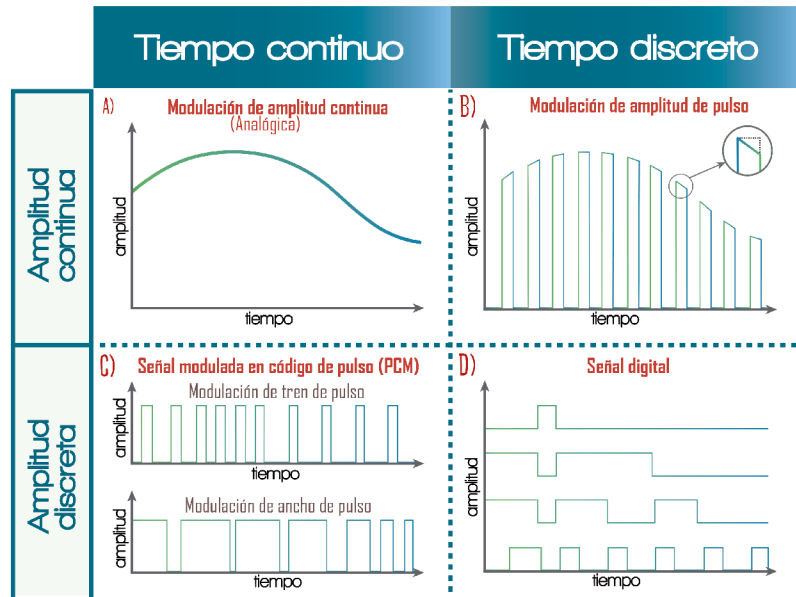 Tiempo continuo
Tiempo discreto
Amplitud
continua
A)
Modulación de amplitud continua
(Analógica)
amplitud
tiempo
B)
Modulación de amplitud de pulso
amplitud
tiempo
Amplitud
discreta
C)
Señal modulada en código de pulso (PCM)
Modulación de tren de pulso
amplitud
tiempo
Modulación de ancho de pulso
amplitud
tiempo
D)
Señal digital
amplitud
tiempo